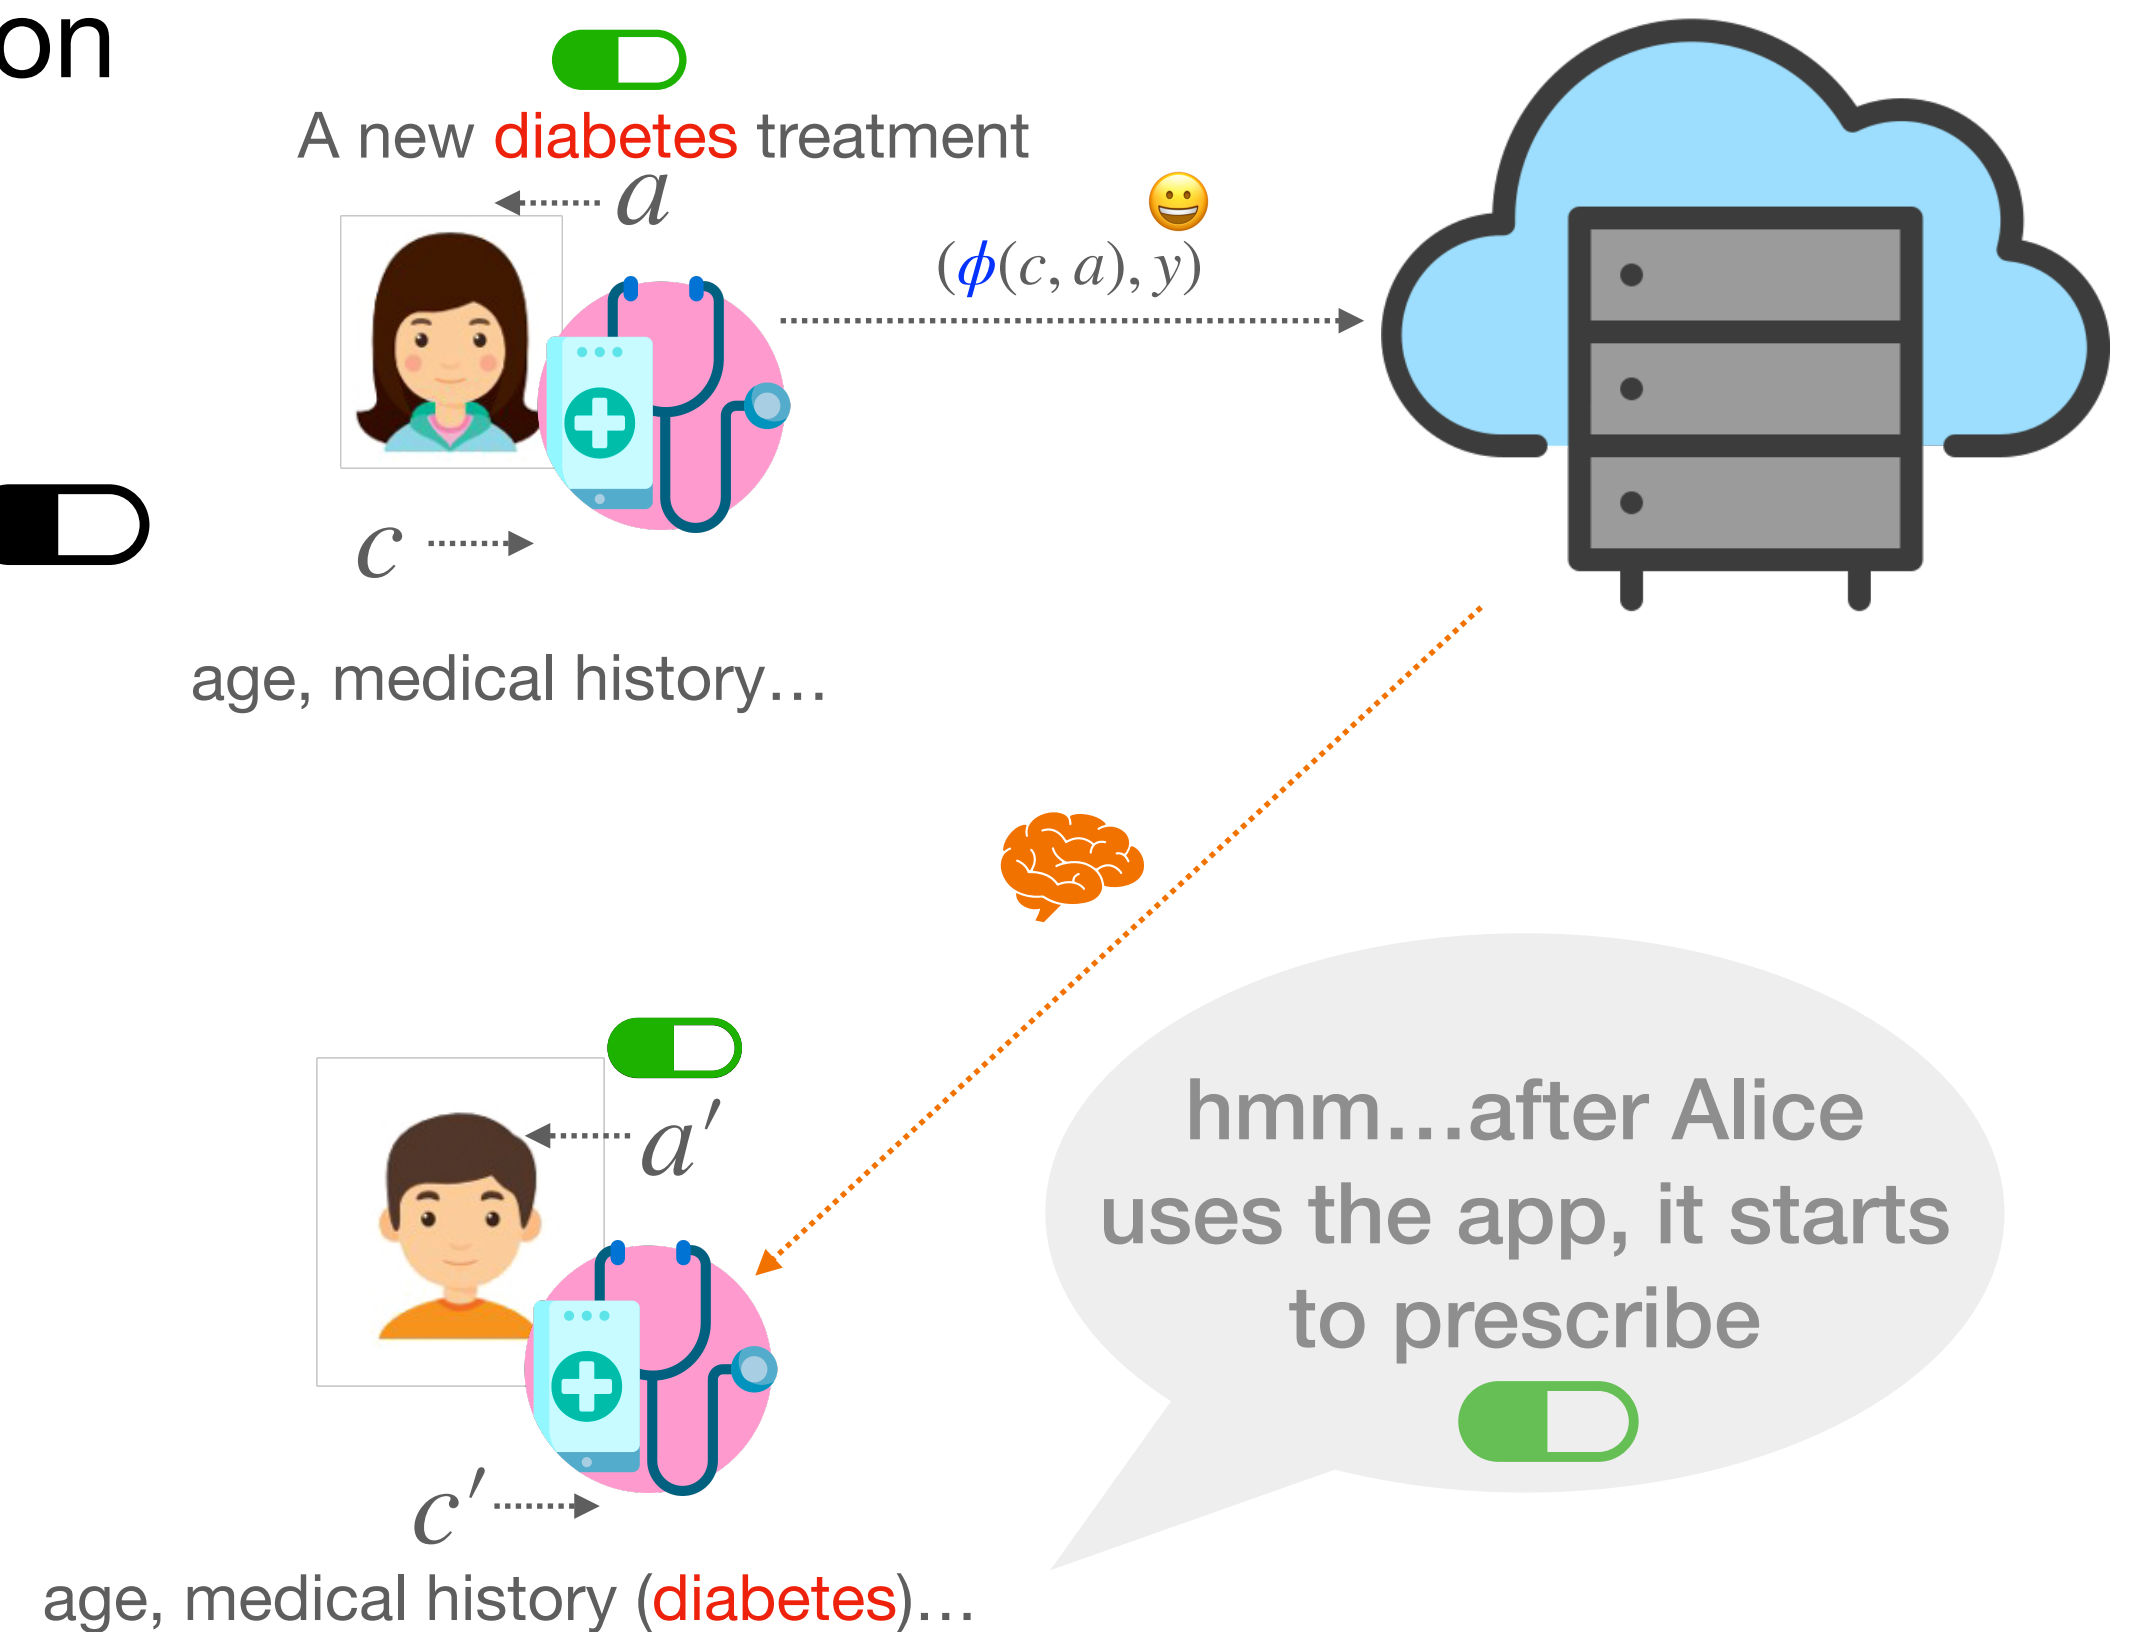 on
A new diabetes treatment
a
(ϕ(c, a), y)
c
age, medical history…
a′
hmm…after Alice
uses the app, it starts
to prescribe
c′
age, medical history (diabetes)…